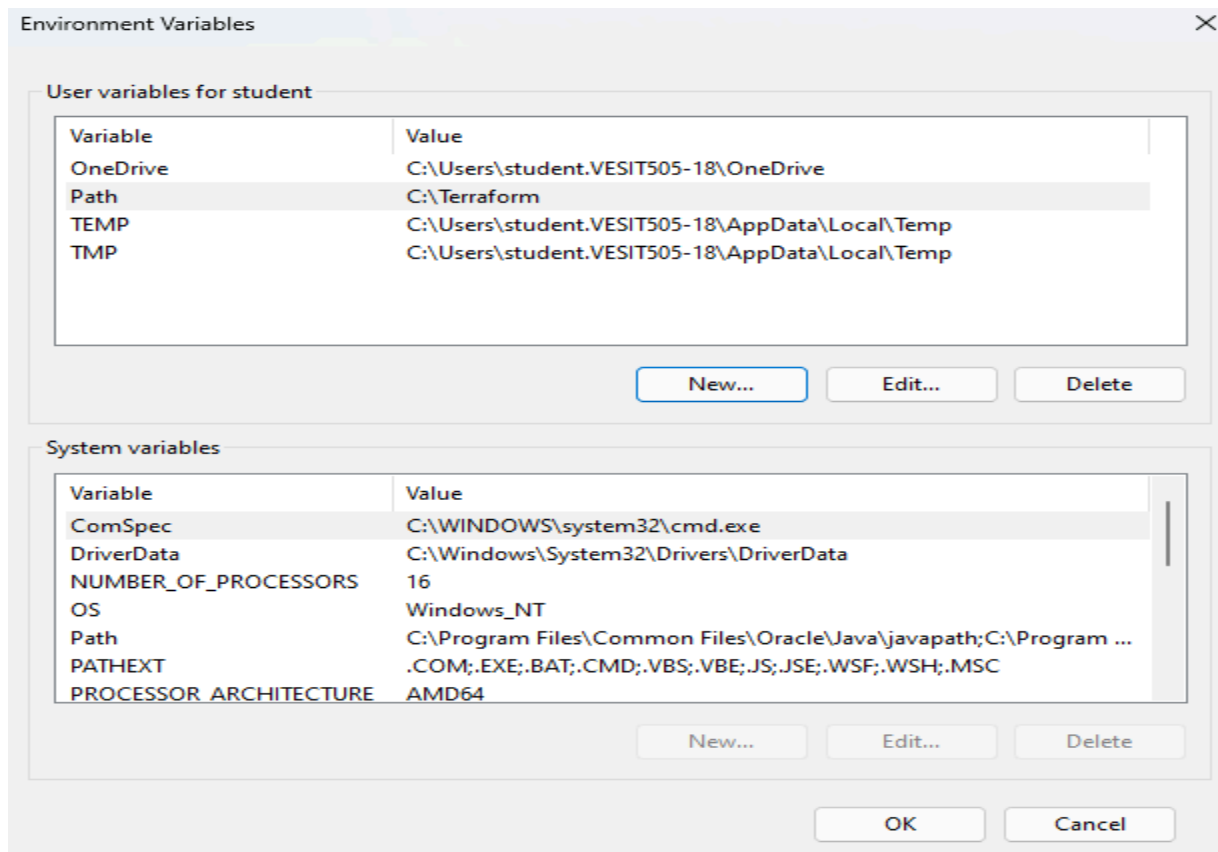 Environment Variables
User variables for student
Variable Value
OneDrive C:\Users\student.VESIT505-18\OneDrive
Path C:\Terraform
TEMP C:\Users\student.VESIT505-18\AppData\Local\Temp
TMP C:\Users\student.VESIT505-18\AppData\Local\Temp
New... Edit... Delete
System variables
Variable Value
ComSpec C:\WINDOWS\system32\cmd.exe
DriverData C:\Windows\System32\Drivers\DriverData
NUMBER_OF_PROCESSORS 16
OS Windows_NT
Path C:\Program Files\Common Files\Oracle\Java\javapath;C:\Program ...
PATHEXT .COM;.EXE;.BAT;.CMD;.VBS;.VBE;.JS;.JSE;.WSF;.WSH;.MSC
PROCESSOR_ARCHITECTURE AMD64
New... Edit... Delete
OK Cancel